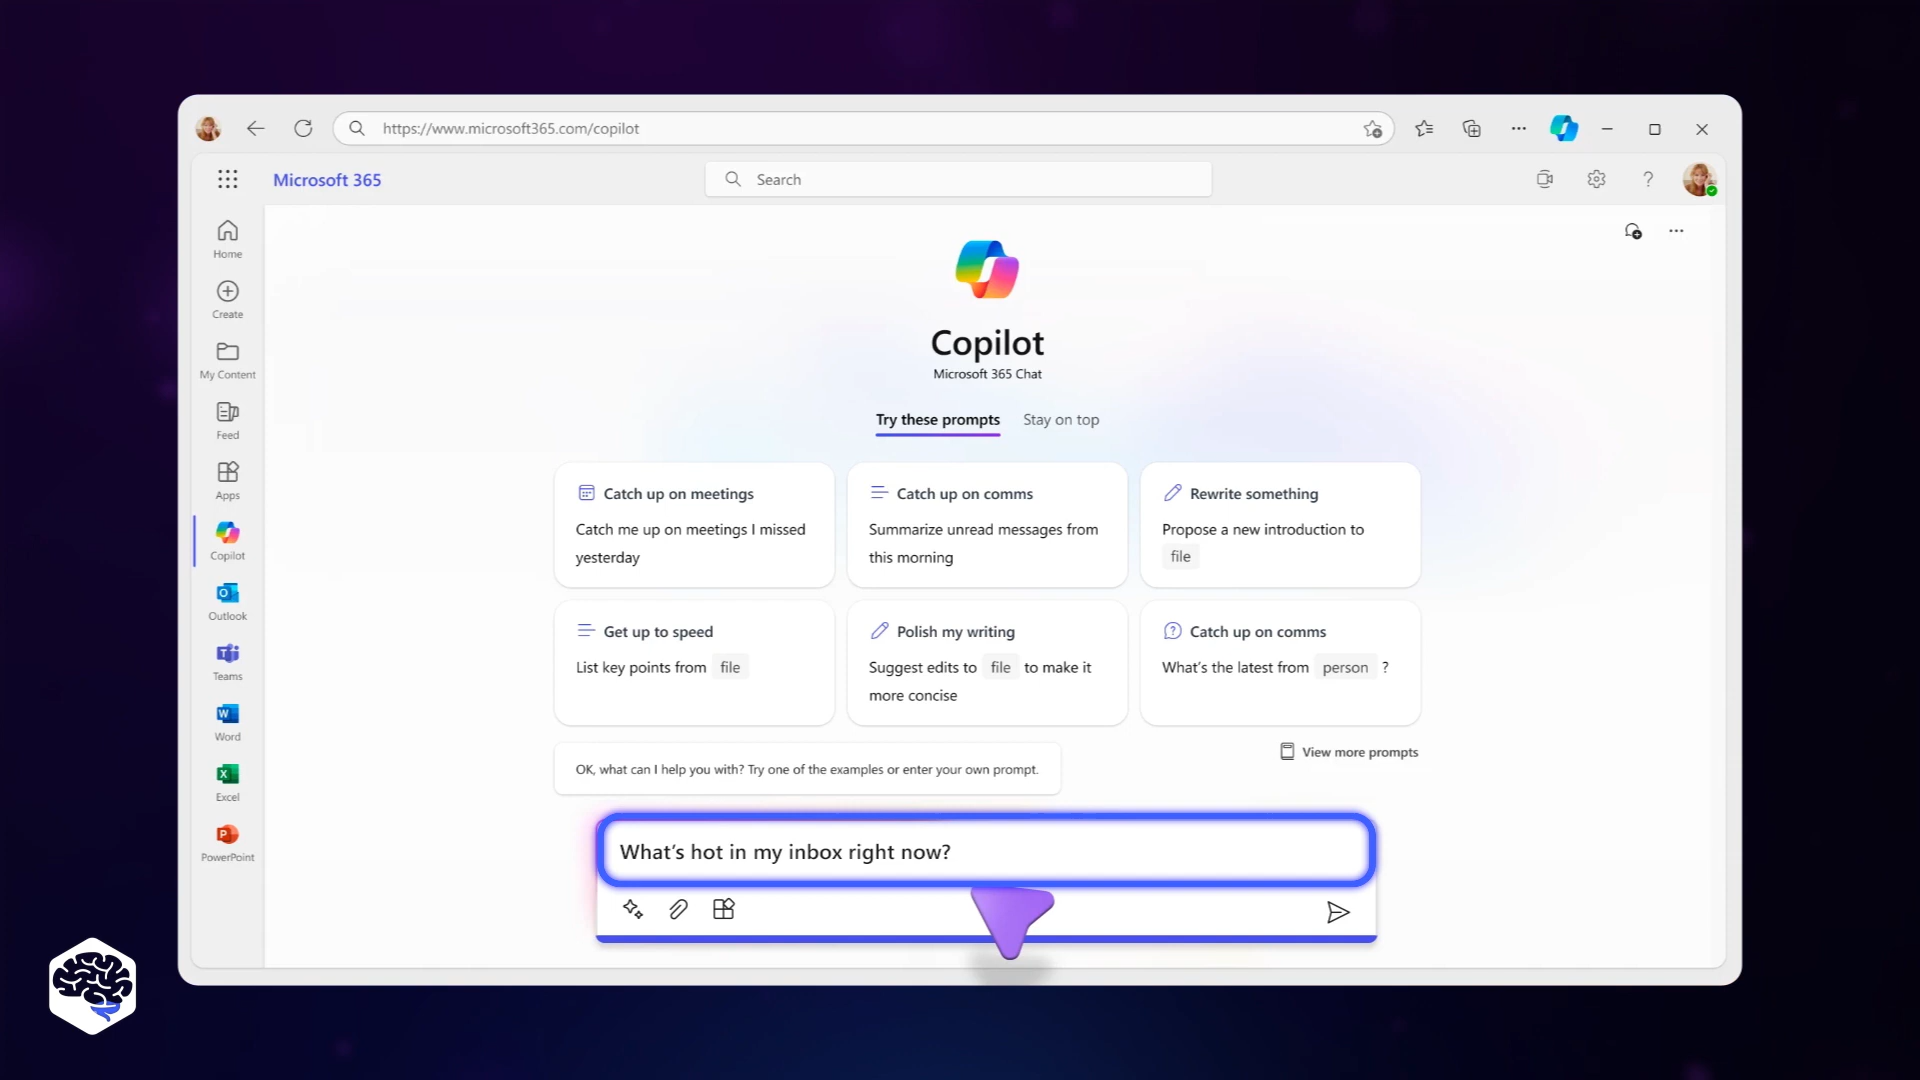 https://www.microsoft365.com/copilot
Microsoft 365
Search
Home
Create
My Content
Feed
Apps
Copilot
Outlook
Teams
Word
Excel
PowerPoint
Copilot
Microsoft 365 Chat
Try these prompts Stay on top
Catch up on meetings
Catch me up on meetings I missed
yesterday
Catch up on comms
Summarize unread messages from
this morning
Rewrite something
Propose a new introduction to
file
Get up to speed
List key points from file
Polish my writing
Suggest edits to file to make it
more concise
Catch up on comms
What's the latest from person ?
View more prompts
OK, what can I help you with? Try one of the examples or enter your own prompt.
What's hot in my inbox right now?